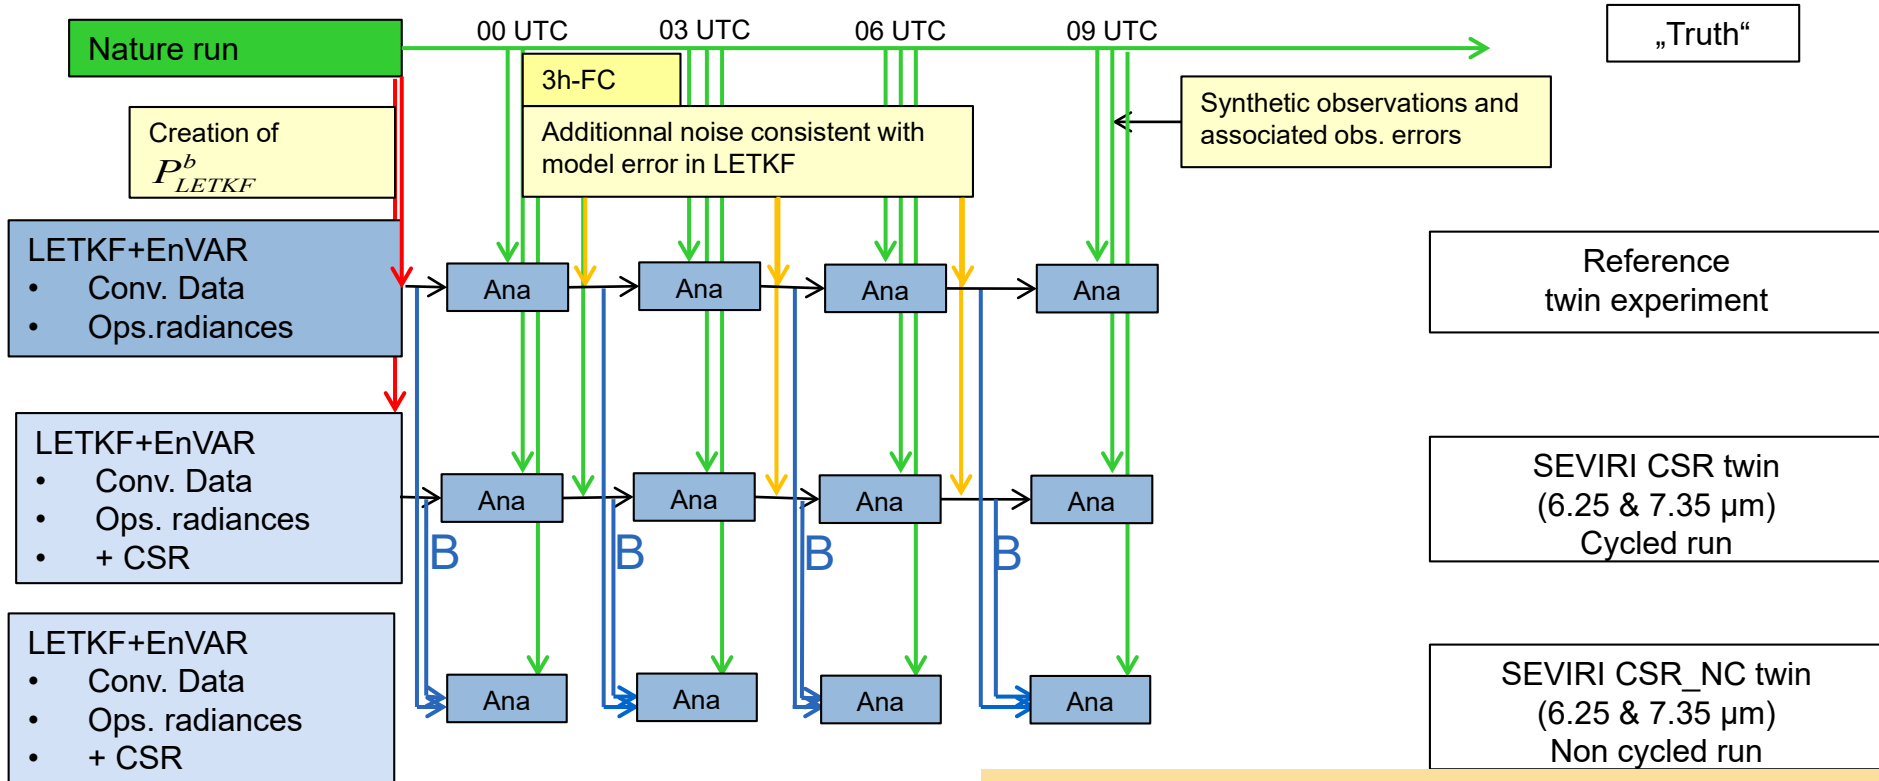 00 UTC
03 UTC
06 UTC
09 UTC
Nature run
„Truth“
3h-FC
Creation of
P^b_LETKF
Additionnal noise consistent with
model error in LETKF
Synthetic observations and
associated obs. errors
LETKF+EnVAR
• Conv. Data
• Ops.radiances
Ana
Ana
Ana
Ana
Reference
twin experiment
LETKF+EnVAR
• Conv. Data
• Ops. radiances
• + CSR
Ana
Ana
Ana
Ana
B
B
B
B
SEVIRI CSR twin
(6.25 & 7.35 µm)
Cycled run
LETKF+EnVAR
• Conv. Data
• Ops. radiances
• + CSR
Ana
Ana
Ana
Ana
SEVIRI CSR_NC twin
(6.25 & 7.35 µm)
Non cycled run